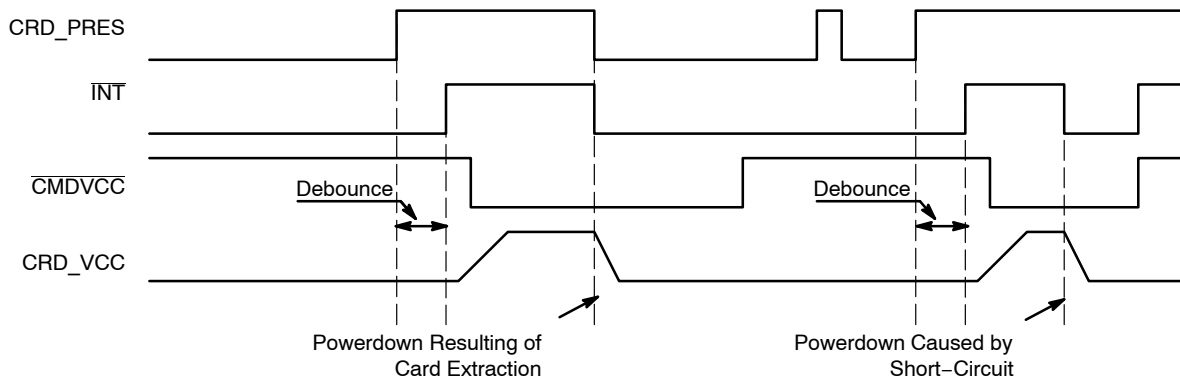 CRD_PRES
INT
CMDVCC
Debounce
Debounce
CRD_VCC
Powerdown Resulting of
Card Extraction
Powerdown Caused by
Short−Circuit